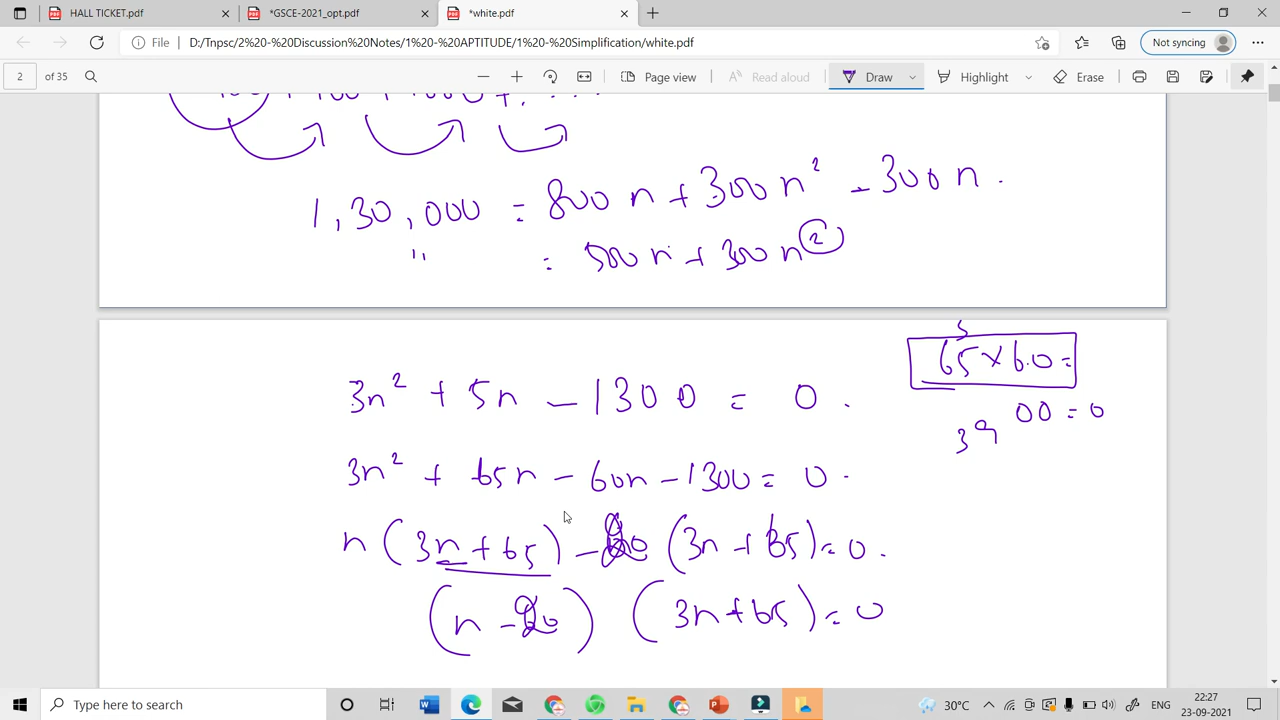 HALL TICKET.pdf
*GSCE-2021_opt.pdf
*white.pdf
File D:/Tnpsc/2%20-%20Discussion%20Notes/1%20-%20APTITUDE/1%20-%20Simplification/white.pdf
Not syncing
2 of 35
Page view
Read aloud
Draw
Highlight
Erase
1,30,000 = 800 n + 300 n² - 300 n.
" = 500 n + 300 n²
3n² + 5n - 1300 = 0.
5
65 x 60 =
3900 = 0
3n² + 65n - 60n - 1300 = 0.
n (3n + 65) - 20 (3n + 65) = 0.
(n - 20) (3n + 65) = 0
Type here to search
30°C
ENG
22:27
23-09-2021